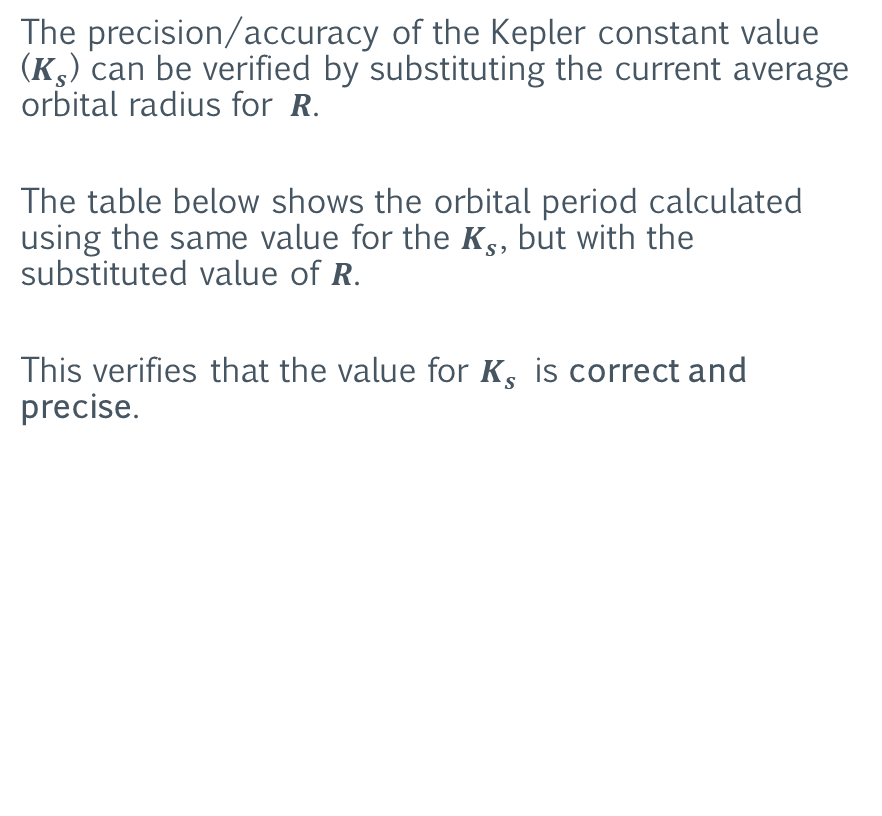 The precision/accuracy of the Kepler constant value
(Ks) can be verified by substituting the current average
orbital radius for R.
The table below shows the orbital period calculated
using the same value for the Ks, but with the
substituted value of R.
This verifies that the value for Ks is correct and
precise.